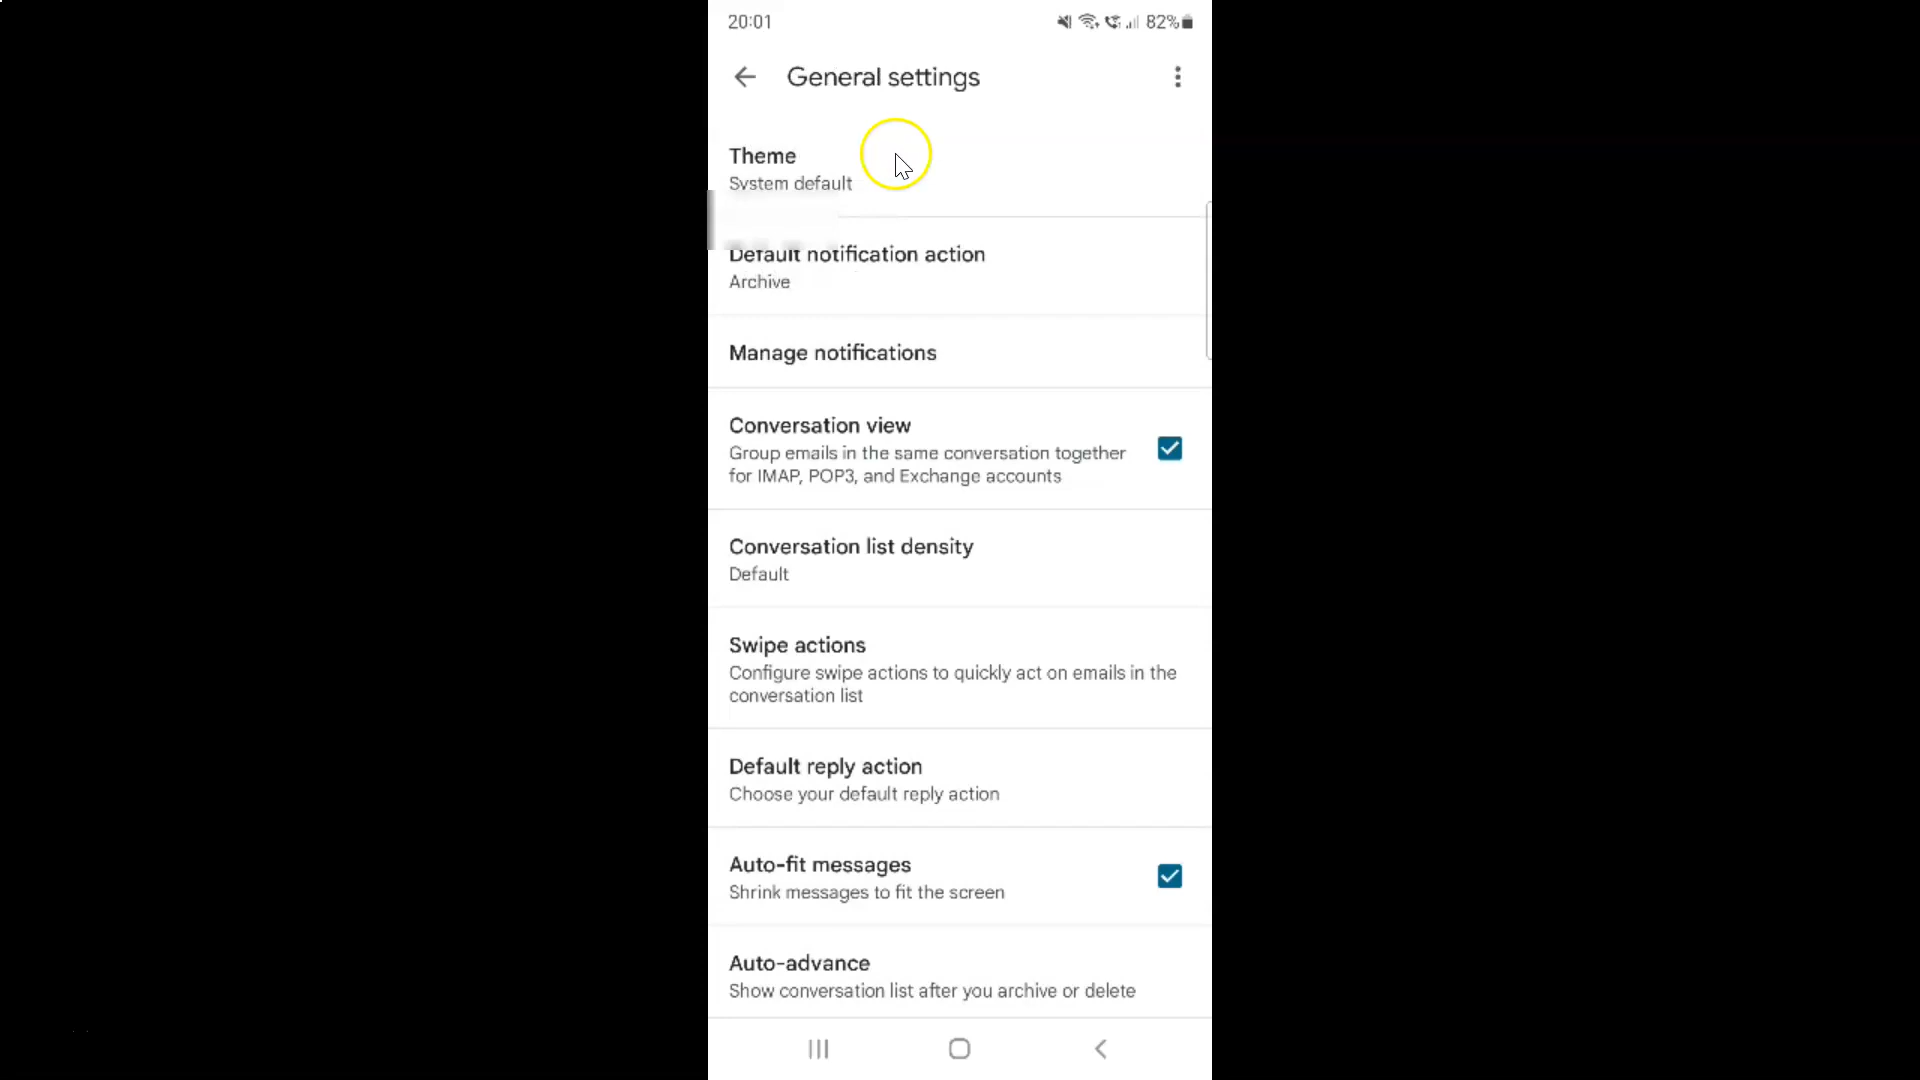 20:01
82%
General settings
Theme
System default
Default notification action
Archive
Manage notifications
Conversation view
Group emails in the same conversation together
for IMAP, POP3, and Exchange accounts
Conversation list density
Default
Swipe actions
Configure swipe actions to quickly act on emails in the
conversation list
Default reply action
Choose your default reply action
Auto-fit messages
Shrink messages to fit the screen
Auto-advance
Show conversation list after you archive or delete